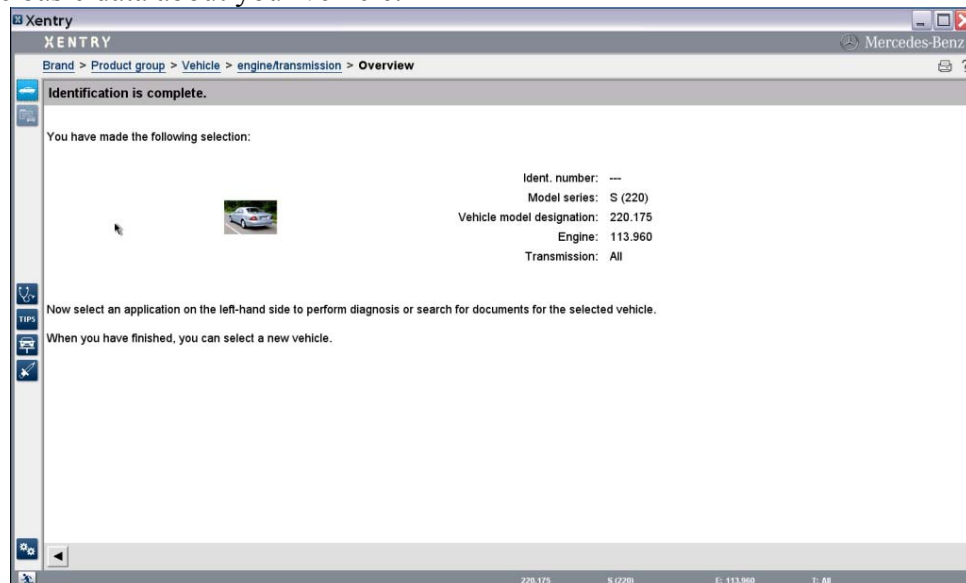 Xentry
XENTRY
Mercedes-Benz
Brand > Product group > Vehicle > engine/transmission > Overview
?
Identification is complete.
You have made the following selection:
Ident. number: ---
Model series: S (220)
Vehicle model designation: 220.175
Engine: 113.960
Transmission: All
TIPS
Now select an application on the left-hand side to perform diagnosis or search for documents for the selected vehicle.
When you have finished, you can select a new vehicle.
220.175 S (220) E: 113.960 T: All